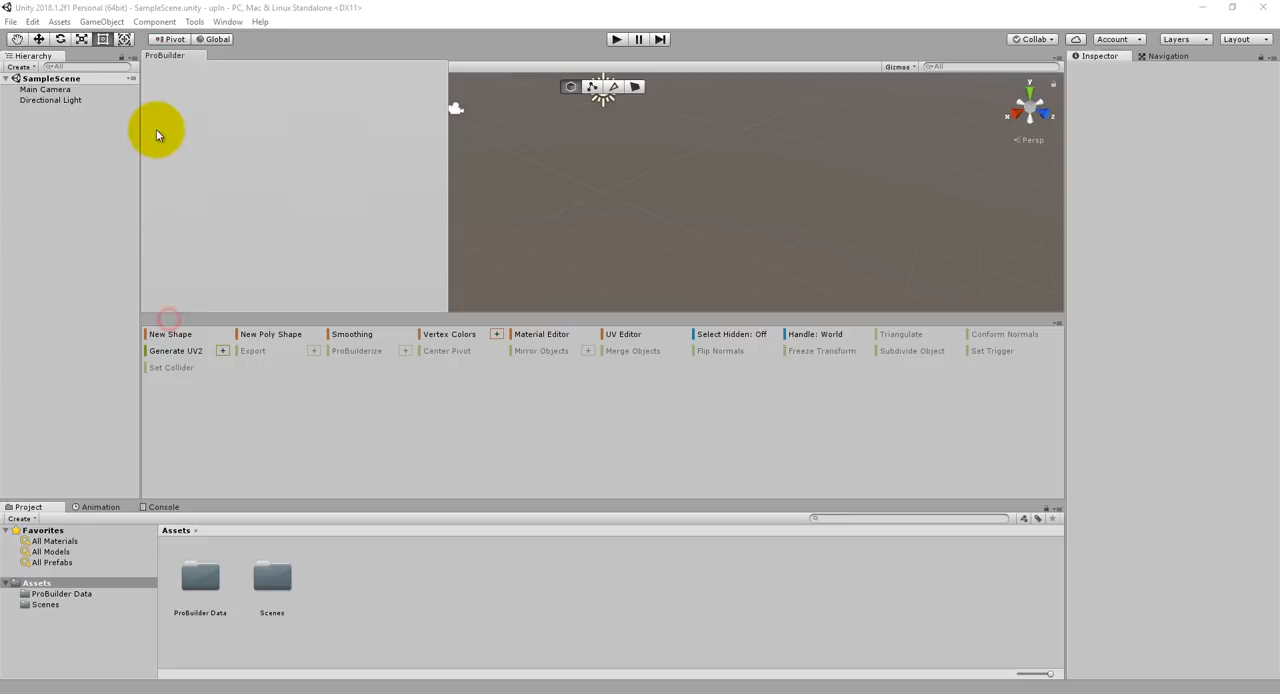 Unity 2018.1.2f1 Personal (64bit) - SampleScene.unity - upIn - PC, Mac & Linux Standalone <DX11>
File Edit Assets GameObject Component Tools Window Help
Pivot Global Collab Account Layers Layout
Hierarchy ProBuilder Inspector Navigation
Create All Gizmos All
SampleScene
Main Camera
Directional Light
y
x z
Persp
New Shape New Poly Shape Smoothing Vertex Colors + Material Editor UV Editor Select Hidden: Off Handle: World Triangulate Conform Normals
Generate UV2 + Export + ProBuilderize + Center Pivot Mirror Objects + Merge Objects Flip Normals Freeze Transform Subdivide Object Set Trigger
Set Collider
Project Animation Console
Create
Favorites Assets
All Materials
All Models
All Prefabs
Assets
ProBuilder Data
Scenes
ProBuilder Data Scenes